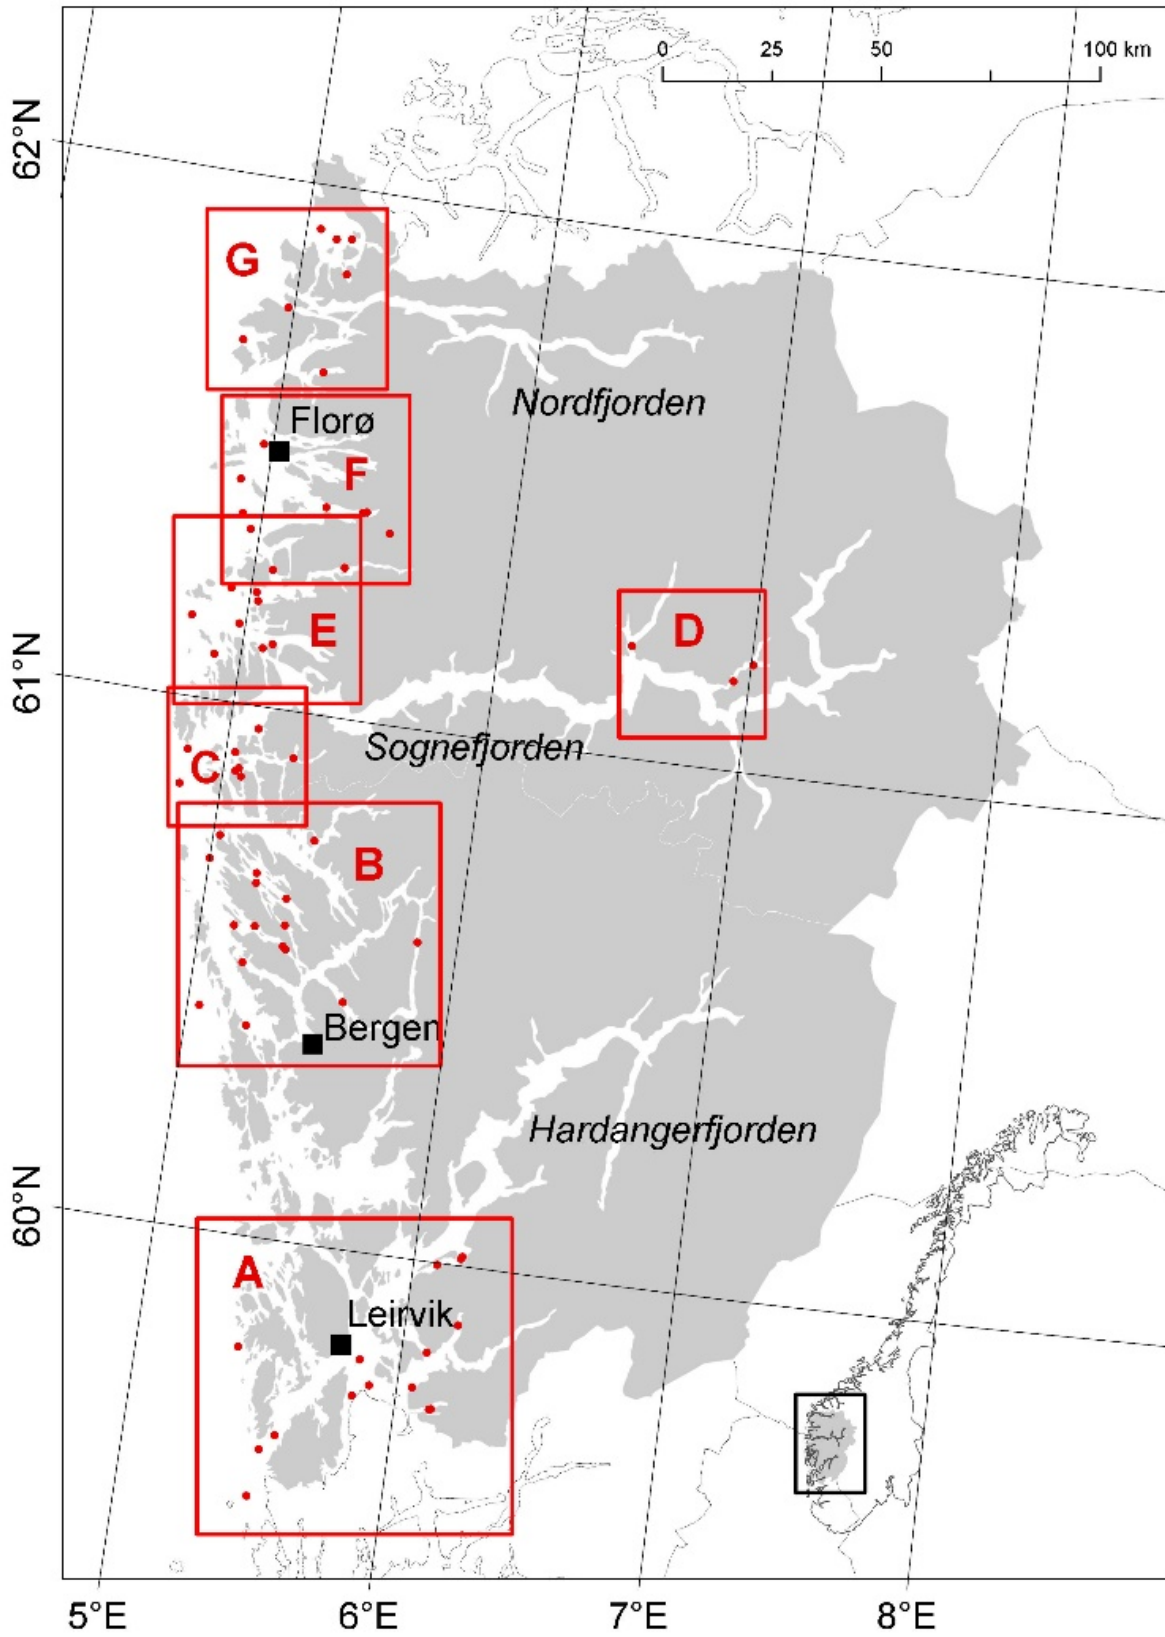 0 25 50 100 km
62°N
G
Nordfjorden
Florø
F
E
D
61°N
Sognefjorden
C
B
Bergen
Hardangerfjorden
60°N
A
Leirvik
5°E 6°E 7°E 8°E